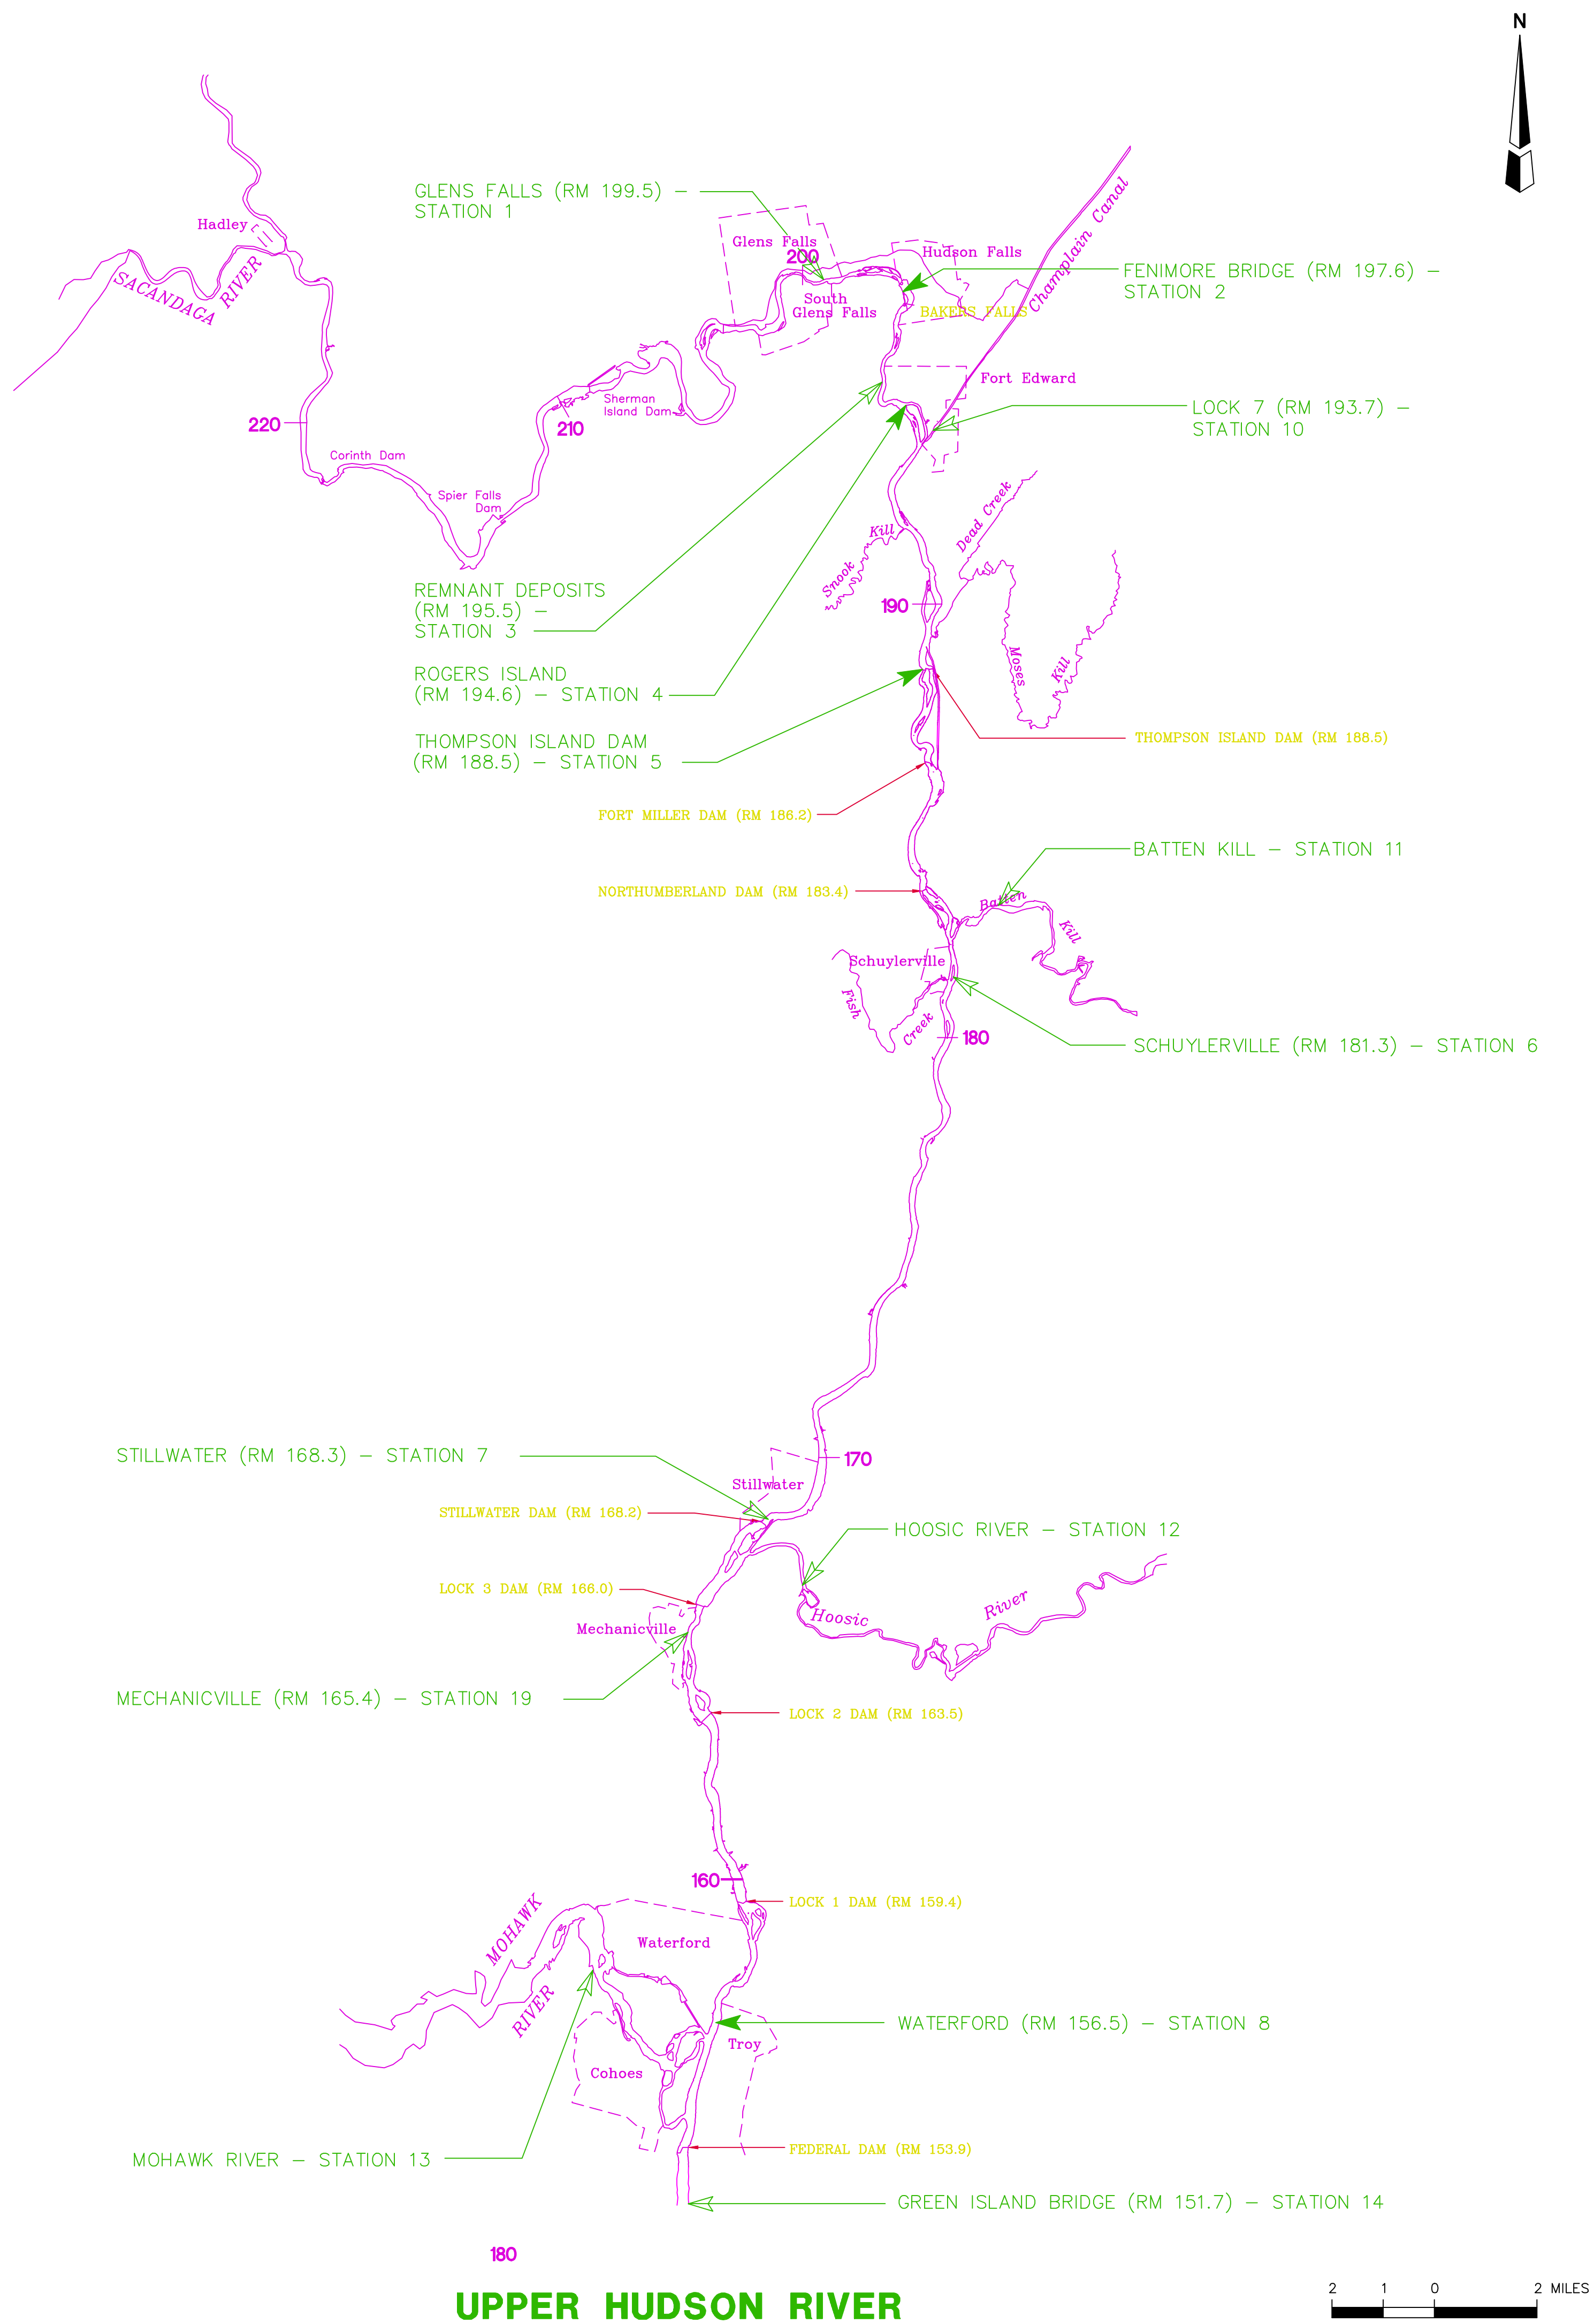 N
GLENS FALLS (RM 199.5) –
STATION 1
Hadley
SACANDAGA
RIVER
Glens Falls
200
Hudson Falls
Champlain Canal
FENIMORE BRIDGE (RM 197.6) –
STATION 2
South
Glens Falls
BAKERS FALLS
Fort Edward
Sherman
Island Dam
LOCK 7 (RM 193.7) –
STATION 10
220
210
Corinth Dam
Spier Falls
Dam
Dead Creek
Snook
Kill
REMNANT DEPOSITS
(RM 195.5) –
STATION 3
190
Moses
Kill
ROGERS ISLAND
(RM 194.6) – STATION 4
THOMPSON ISLAND DAM
(RM 188.5) – STATION 5
THOMPSON ISLAND DAM (RM 188.5)
FORT MILLER DAM (RM 186.2)
BATTEN KILL – STATION 11
NORTHUMBERLAND DAM (RM 183.4)
Batten
Kill
Schuylerville
Fish
Creek
180
SCHUYLERVILLE (RM 181.3) – STATION 6
STILLWATER (RM 168.3) – STATION 7
170
Stillwater
STILLWATER DAM (RM 168.2)
HOOSIC RIVER – STATION 12
LOCK 3 DAM (RM 166.0)
Hoosic
River
Mechanicville
MECHANICVILLE (RM 165.4) – STATION 19
LOCK 2 DAM (RM 163.5)
160
LOCK 1 DAM (RM 159.4)
MOHAWK
RIVER
Waterford
WATERFORD (RM 156.5) – STATION 8
Troy
Cohoes
FEDERAL DAM (RM 153.9)
MOHAWK RIVER – STATION 13
GREEN ISLAND BRIDGE (RM 151.7) – STATION 14
180
UPPER HUDSON RIVER
2 1 0 2 MILES